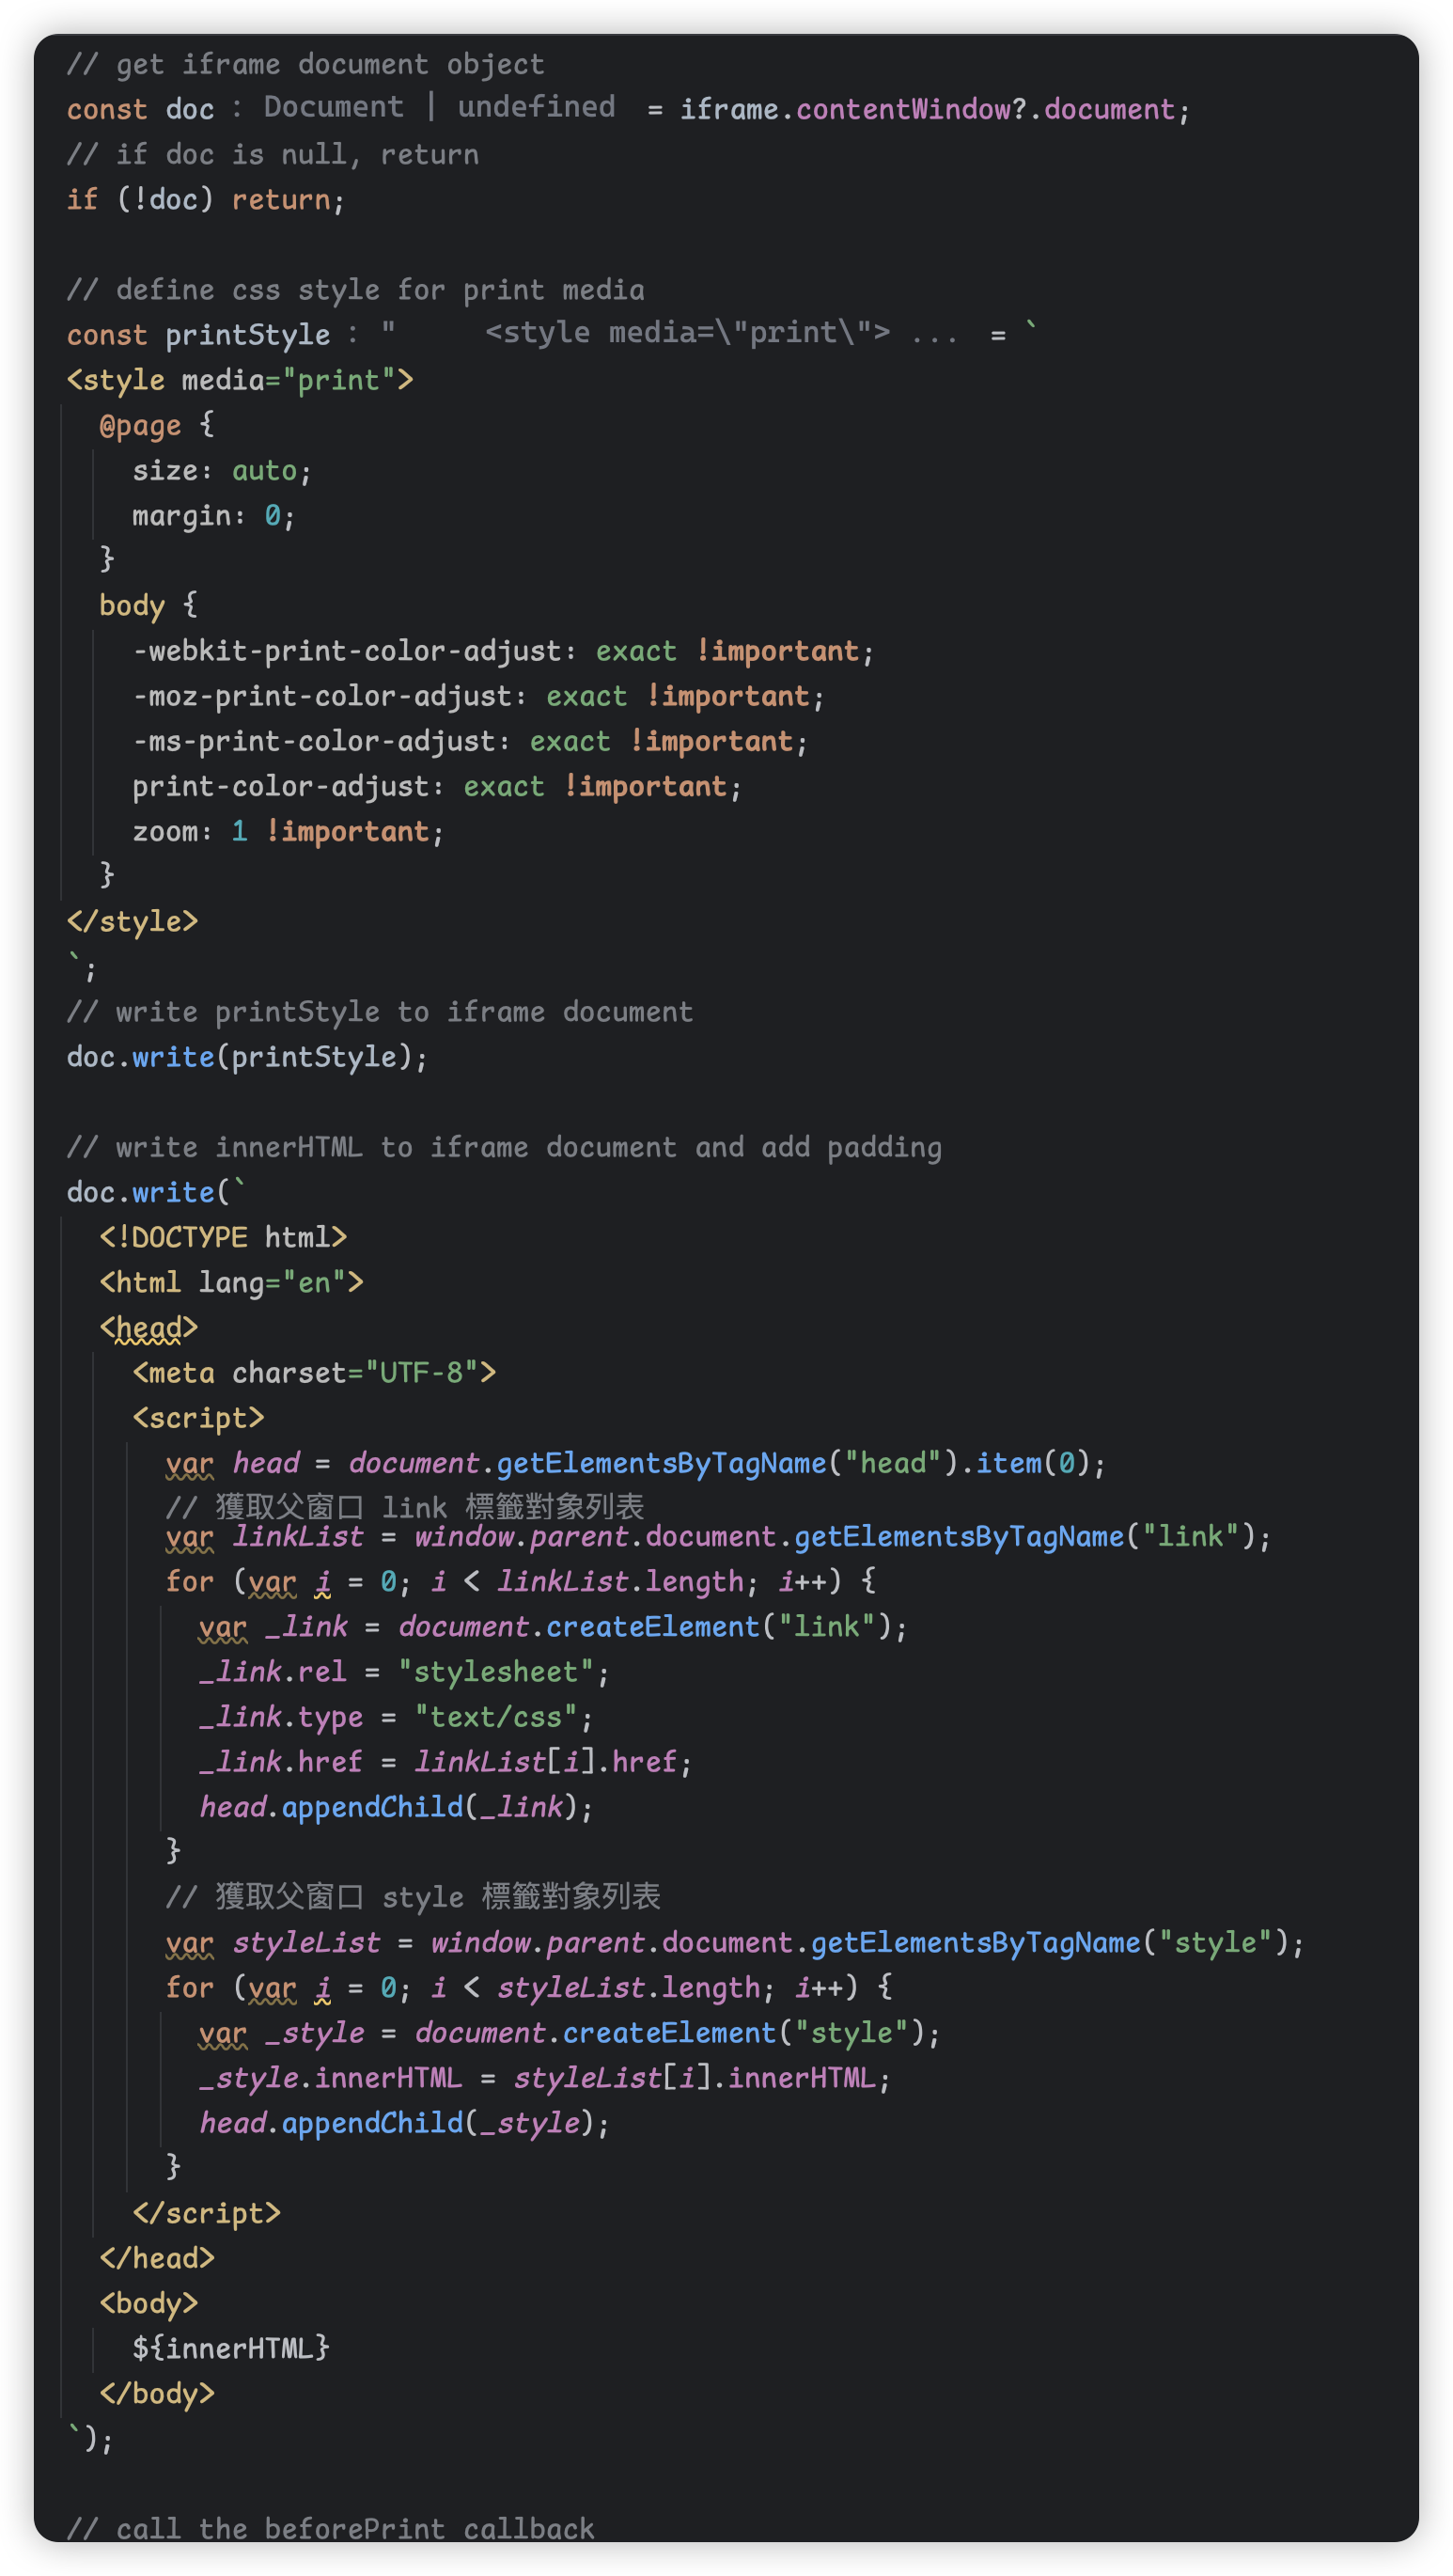 // get iframe document object
const doc : Document | undefined = iframe.contentWindow?.document;
// if doc is null, return
if (!doc) return;
// define css style for print media
const printStyle : "     <style media=\"print\"> ... = `
<style media="print">
  @page {
    size: auto;
    margin: 0;
  }
  body {
    -webkit-print-color-adjust: exact !important;
    -moz-print-color-adjust: exact !important;
    -ms-print-color-adjust: exact !important;
    print-color-adjust: exact !important;
    zoom: 1 !important;
  }
</style>
`;
// write printStyle to iframe document
doc.write(printStyle);
// write innerHTML to iframe document and add padding
doc.write(`
  <!DOCTYPE html>
  <html lang="en">
  <head>
    <meta charset="UTF-8">
    <script>
      var head = document.getElementsByTagName("head").item(0);
      // 獲取父窗口 link 標籤對象列表
      var linkList = window.parent.document.getElementsByTagName("link");
      for (var i = 0; i < linkList.length; i++) {
        var _link = document.createElement("link");
        _link.rel = "stylesheet";
        _link.type = "text/css";
        _link.href = linkList[i].href;
        head.appendChild(_link);
      }
      // 獲取父窗口 style 標籤對象列表
      var styleList = window.parent.document.getElementsByTagName("style");
      for (var i = 0; i < styleList.length; i++) {
        var _style = document.createElement("style");
        _style.innerHTML = styleList[i].innerHTML;
        head.appendChild(_style);
      }
    </script>
  </head>
  <body>
    ${innerHTML}
  </body>
`);
// call the beforePrint callback